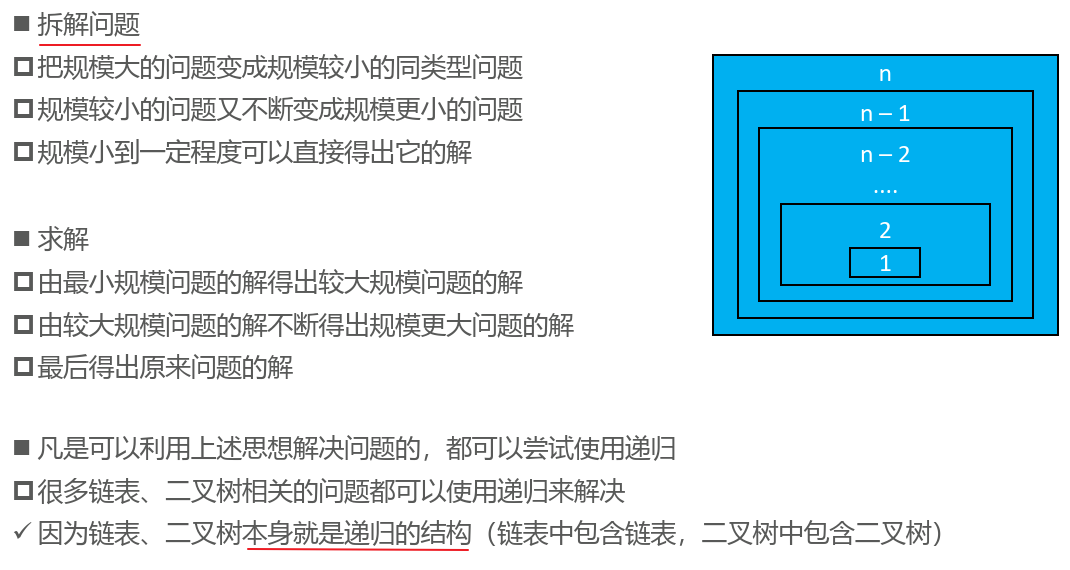 拆解问题
把规模大的问题变成规模较小的同类型问题
规模较小的问题又不断变成规模更小的问题
规模小到一定程度可以直接得出它的解
求解
由最小规模问题的解得出较大规模问题的解
由较大规模问题的解不断得出规模更大问题的解
最后得出原来问题的解
凡是可以利用上述思想解决问题的，都可以尝试使用递归
很多链表、二叉树相关的问题都可以使用递归来解决
✓ 因为链表、二叉树本身就是递归的结构（链表中包含链表，二叉树中包含二叉树）
n
n – 1
n – 2
....
2
1